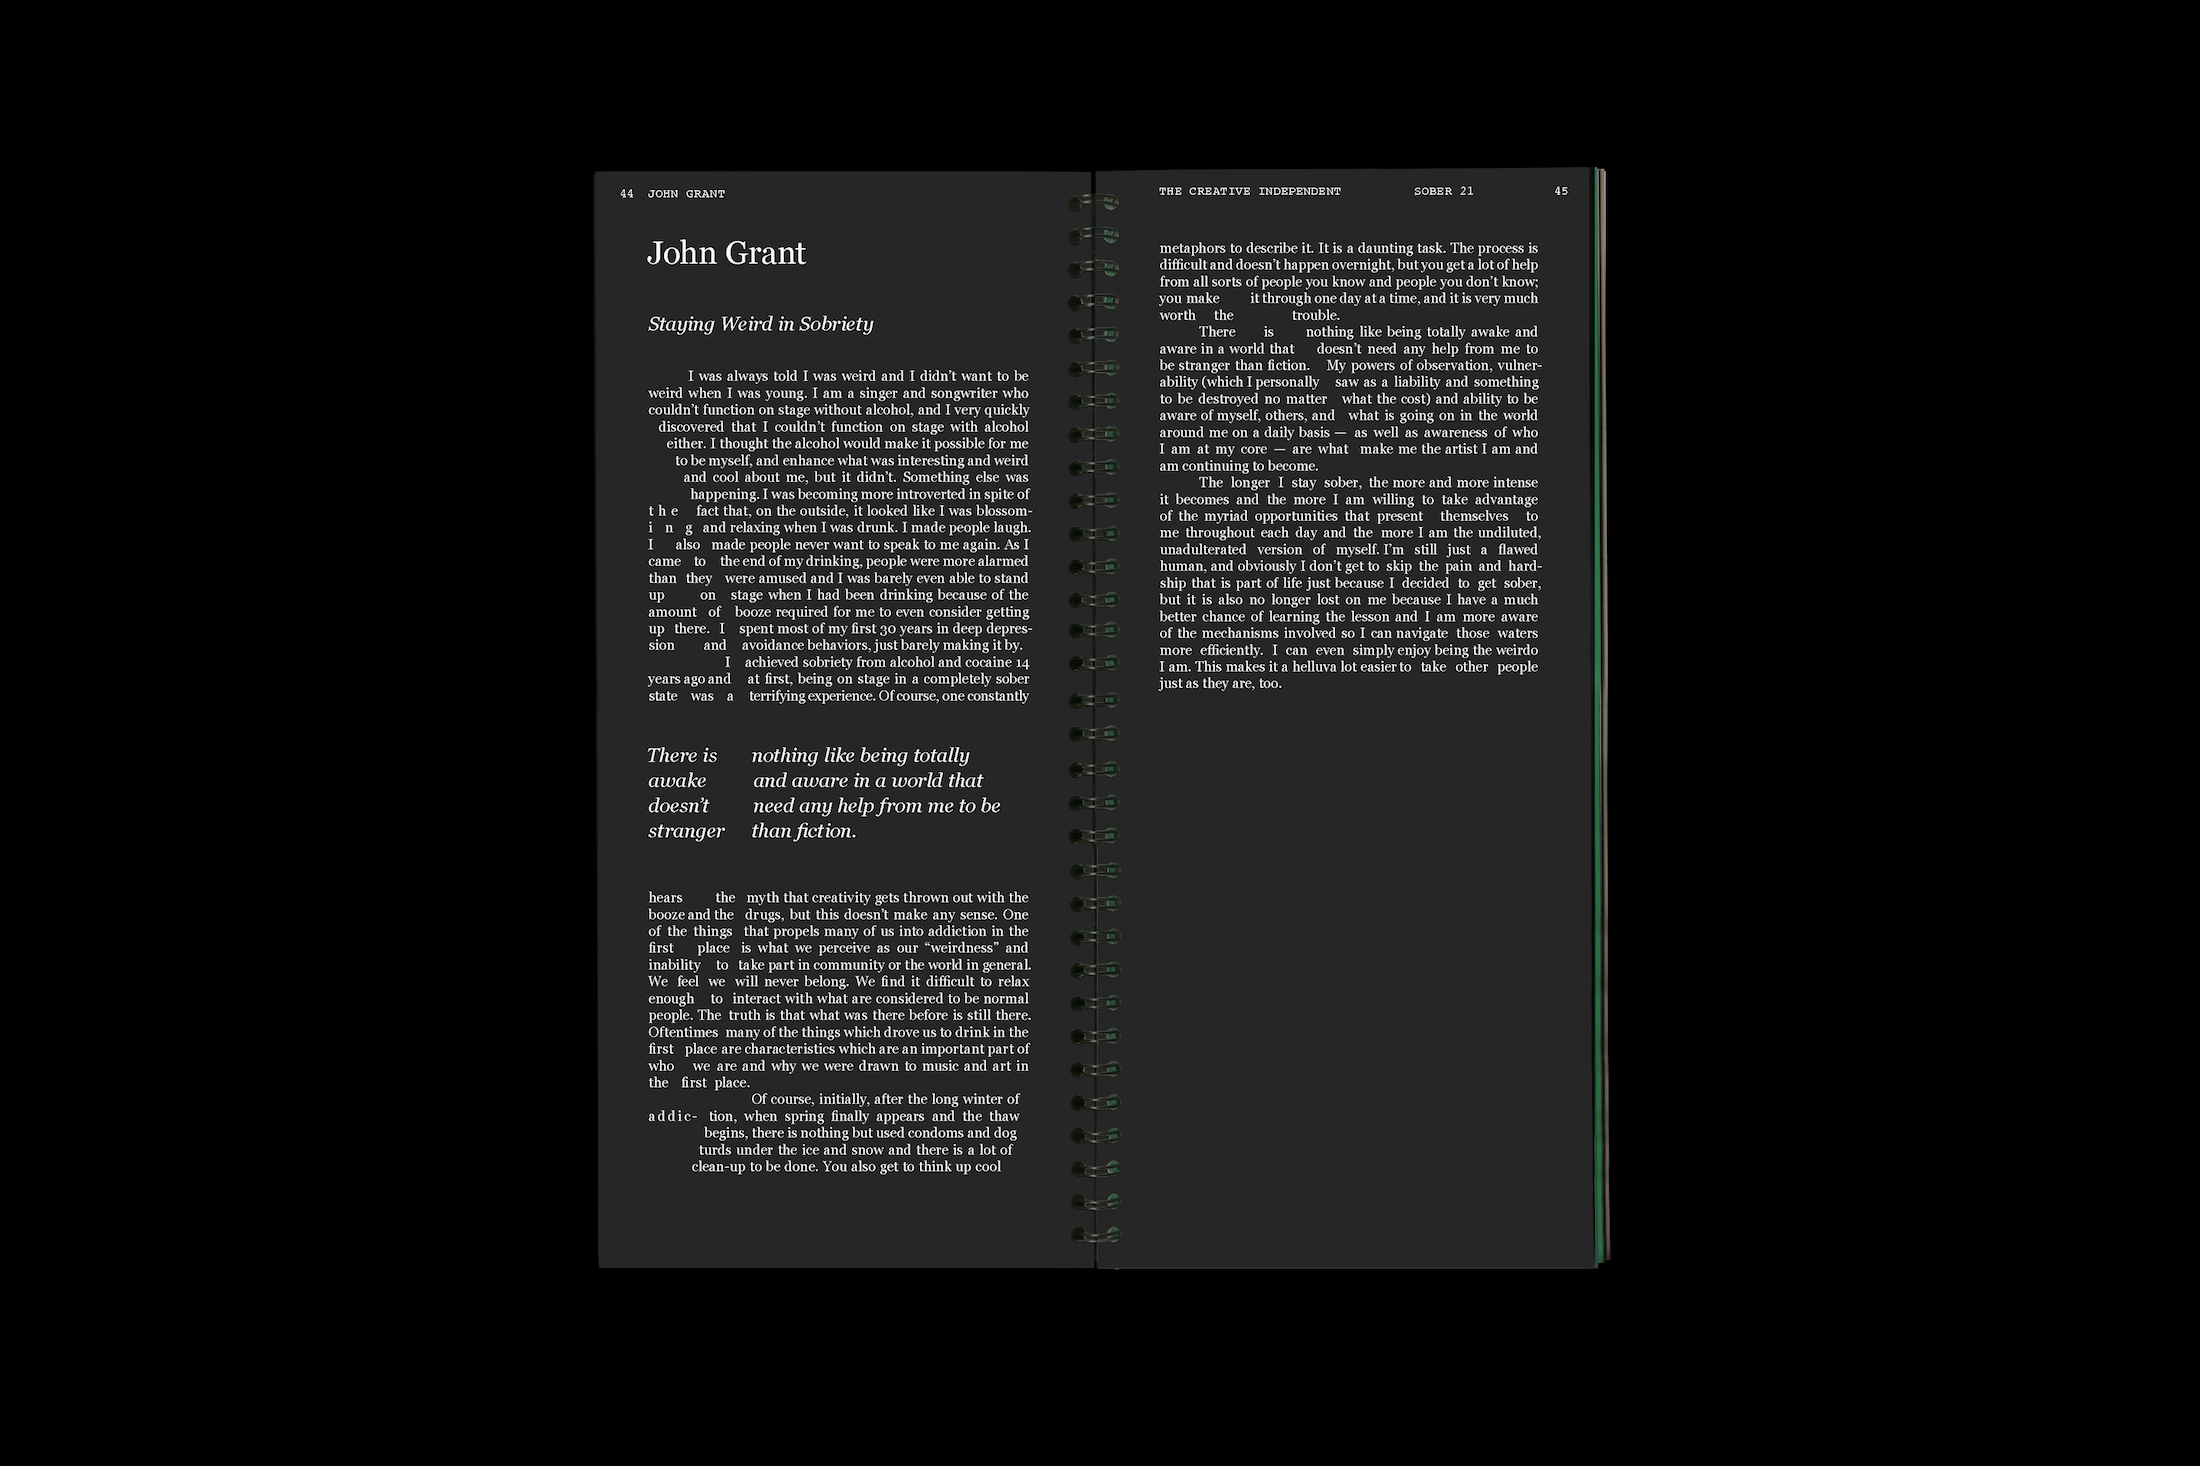 44 JOHN GRANT
John Grant
Staying Weird in Sobriety
I was always told I was weird and I didn’t want to be
weird when I was young. I am a singer and songwriter who
couldn’t function on stage without alcohol, and I very quickly
discovered that I couldn’t function on stage with alcohol
either. I thought the alcohol would make it possible for me
to be myself, and enhance what was interesting and weird
and cool about me, but it didn’t. Something else was
happening. I was becoming more introverted in spite of
the fact that, on the outside, it looked like I was blossom-
ing and relaxing when I was drunk. I made people laugh.
I also made people never want to speak to me again. As I
came to the end of my drinking, people were more alarmed
than they were amused and I was barely even able to stand
up on stage when I had been drinking because of the
amount of booze required for me to even consider getting
up there. I spent most of my first 30 years in deep depres-
sion and avoidance behaviors, just barely making it by.
I achieved sobriety from alcohol and cocaine 14
years ago and at first, being on stage in a completely sober
state was a terrifying experience. Of course, one constantly
There is nothing like being totally
awake and aware in a world that
doesn’t need any help from me to be
stranger than fiction.
hears the myth that creativity gets thrown out with the
booze and the drugs, but this doesn’t make any sense. One
of the things that propels many of us into addiction in the
first place is what we perceive as our “weirdness” and
inability to take part in community or the world in general.
We feel we will never belong. We find it difficult to relax
enough to interact with what are considered to be normal
people. The truth is that what was there before is still there.
Oftentimes many of the things which drove us to drink in the
first place are characteristics which are an important part of
who we are and why we were drawn to music and art in
the first place.
Of course, initially, after the long winter of
addic- tion, when spring finally appears and the thaw
begins, there is nothing but used condoms and dog
turds under the ice and snow and there is a lot of
clean-up to be done. You also get to think up cool
THE CREATIVE INDEPENDENT SOBER 21 45
metaphors to describe it. It is a daunting task. The process is
difficult and doesn’t happen overnight, but you get a lot of help
from all sorts of people you know and people you don’t know;
you make it through one day at a time, and it is very much
worth the trouble.
There is nothing like being totally awake and
aware in a world that doesn’t need any help from me to
be stranger than fiction. My powers of observation, vulner-
ability (which I personally saw as a liability and something
to be destroyed no matter what the cost) and ability to be
aware of myself, others, and what is going on in the world
around me on a daily basis — as well as awareness of who
I am at my core — are what make me the artist I am and
am continuing to become.
The longer I stay sober, the more and more intense
it becomes and the more I am willing to take advantage
of the myriad opportunities that present themselves to
me throughout each day and the more I am the undiluted,
unadulterated version of myself. I’m still just a flawed
human, and obviously I don’t get to skip the pain and hard-
ship that is part of life just because I decided to get sober,
but it is also no longer lost on me because I have a much
better chance of learning the lesson and I am more aware
of the mechanisms involved so I can navigate those waters
more efficiently. I can even simply enjoy being the weirdo
I am. This makes it a helluva lot easier to take other people
just as they are, too.